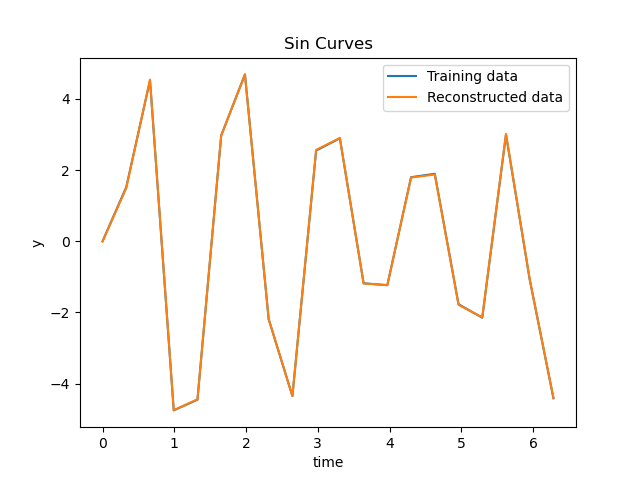 Sin Curves
Training data
Reconstructed data
4
2
0
−2
−4
y
0 1 2 3 4 5 6
time